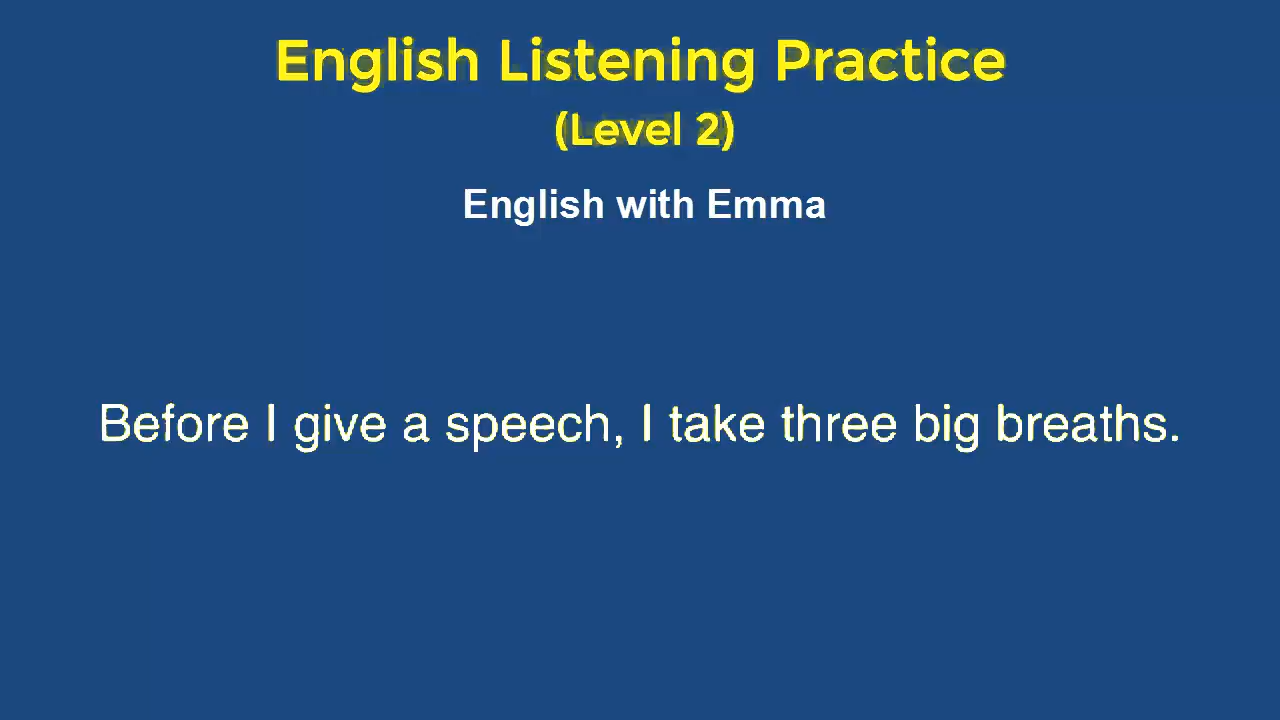 English Listening Practice
(Level 2)
English with Emma
Before I give a speech, I take three big breaths.